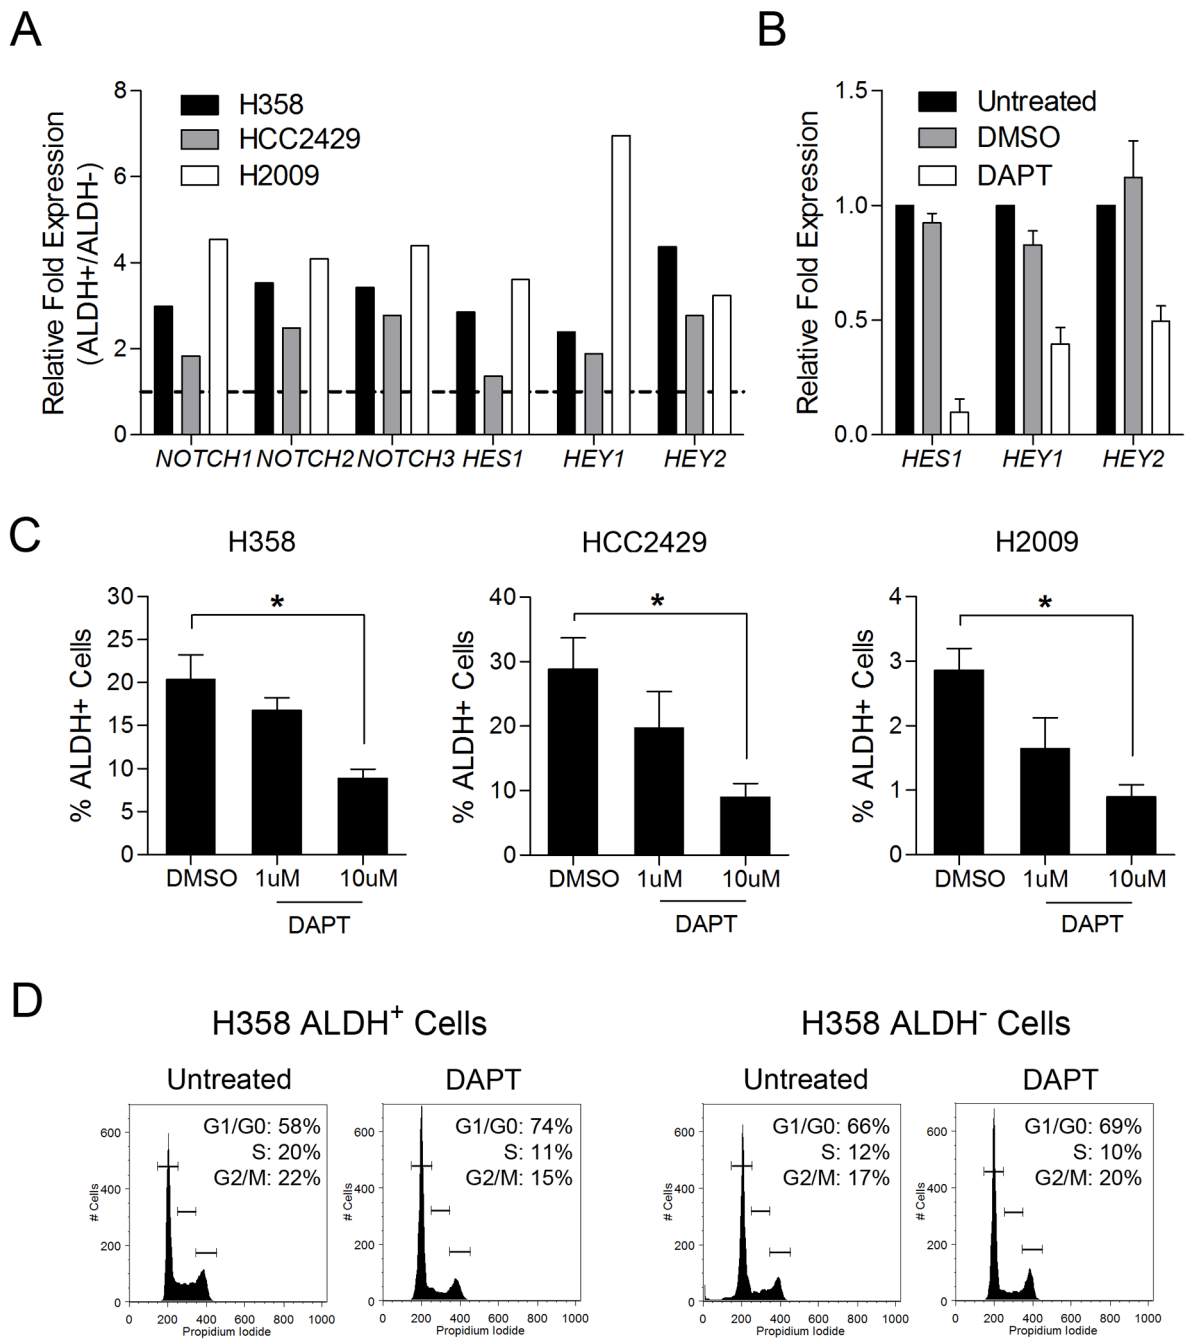 A
Relative Fold Expression
(ALDH+/ALDH-)
8
6
4
2
0
H358
HCC2429
H2009
NOTCH1 NOTCH2 NOTCH3 HES1 HEY1 HEY2
B
Relative Fold Expression
1.5
1.0
0.5
0.0
Untreated
DMSO
DAPT
HES1 HEY1 HEY2
C
H358
% ALDH+ Cells
30
25
20
15
10
5
0
*
DMSO 1uM 10uM
DAPT
HCC2429
% ALDH+ Cells
40
30
20
10
0
*
DMSO 1uM 10uM
DAPT
H2009
% ALDH+ Cells
4
3
2
1
0
*
DMSO 1uM 10uM
DAPT
D
H358 ALDH+ Cells
Untreated
# Cells
600
400
200
0
G1/G0: 58%
S: 20%
G2/M: 22%
0 200 400 600 800 1000
Propidium Iodide
DAPT
# Cells
600
400
200
0
G1/G0: 74%
S: 11%
G2/M: 15%
0 200 400 600 800 1000
Propidium Iodide
H358 ALDH- Cells
Untreated
# Cells
600
400
200
0
G1/G0: 66%
S: 12%
G2/M: 17%
0 200 400 600 800 1000
Propidium Iodide
DAPT
# Cells
600
400
200
0
G1/G0: 69%
S: 10%
G2/M: 20%
0 200 400 600 800 1000
Propidium Iodide